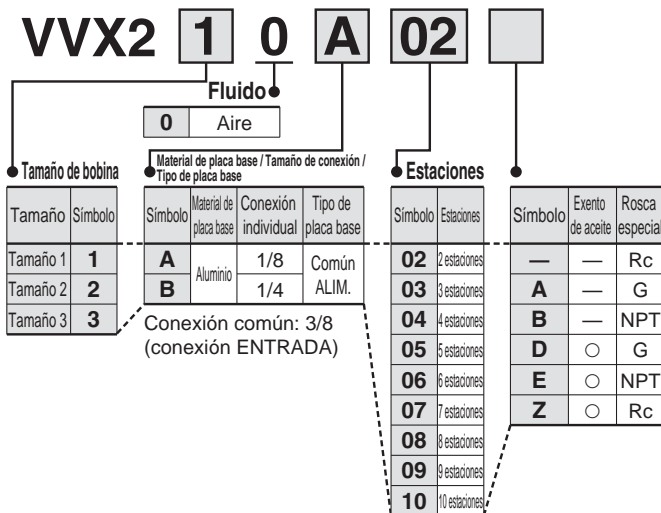 VVX2 1 0 A 02
Fluido
0 Aire
Tamaño de bobina
Tamaño Símbolo
Tamaño 1 1
Tamaño 2 2
Tamaño 3 3
Material de placa base / Tamaño de conexión /
Tipo de placa base
Símbolo Material de placa base Conexión individual Tipo de placa base
A Aluminio 1/8 Común ALIM.
B 1/4
Conexión común: 3/8
(conexión ENTRADA)
Estaciones
Símbolo Estaciones
02 2 estaciones
03 3 estaciones
04 4 estaciones
05 5 estaciones
06 6 estaciones
07 7 estaciones
08 8 estaciones
09 9 estaciones
10 10 estaciones
Símbolo Exento de aceite Rosca especial
— — Rc
A — G
B — NPT
D ○ G
E ○ NPT
Z ○ Rc